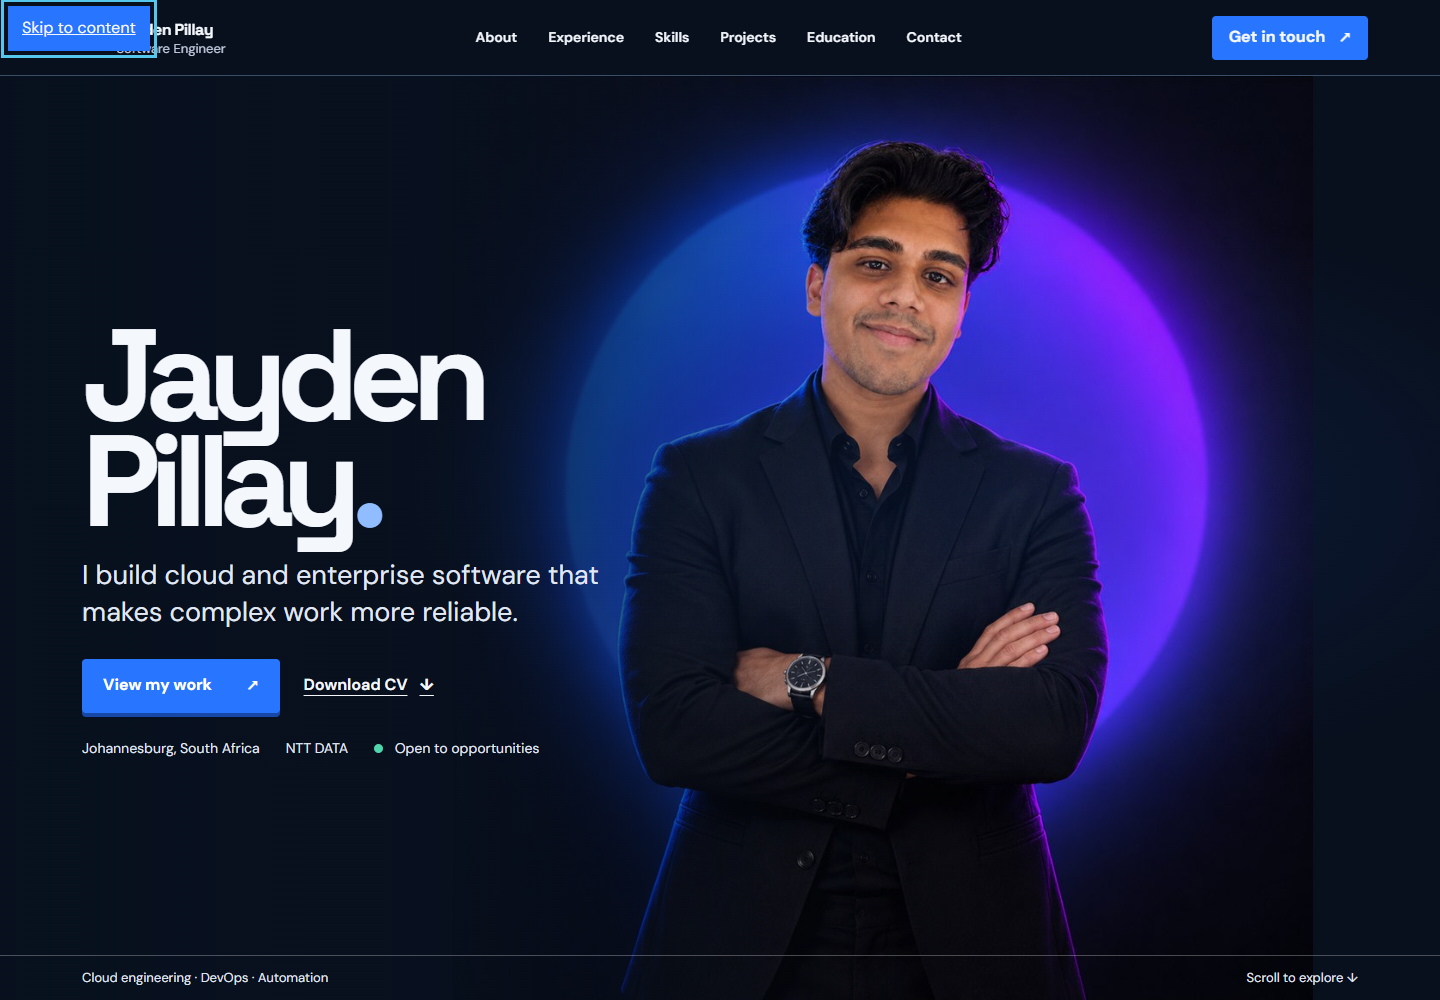 Skip to content
den Pillay
Software Engineer
About
Experience
Skills
Projects
Education
Contact
Get in touch ↗
Jayden
Pillay.
I build cloud and enterprise software that
makes complex work more reliable.
View my work ↗
Download CV ↓
Johannesburg, South Africa
NTT DATA
Open to opportunities
Cloud engineering · DevOps · Automation
Scroll to explore ↓